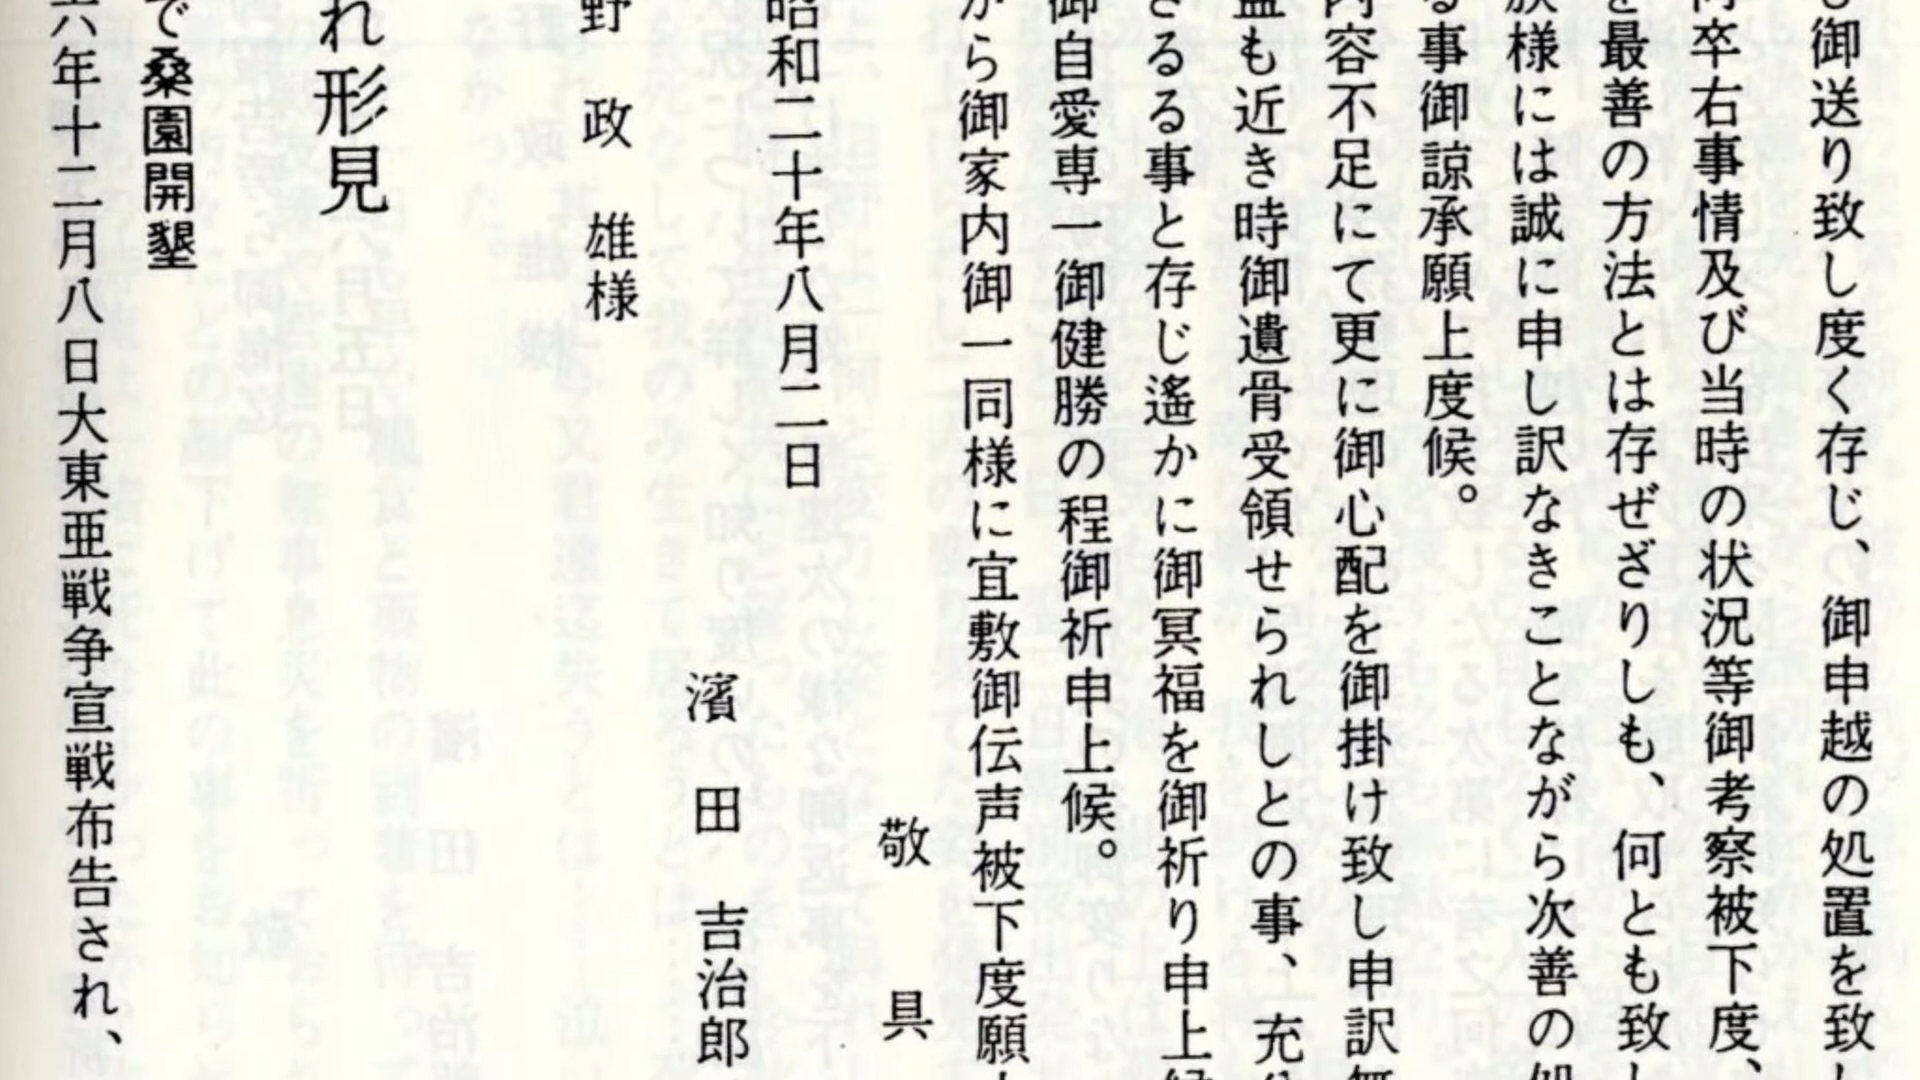 御送り致し度く存じ、御申越の処置を致し
何卒右事情及び当時の状況等御考察被下度、
最善の方法とは存ぜざりしも、何とも致し
族様には誠に申し訳なきことながら次善の処
る事御諒承願上度候。
内容不足にて更に御心配を御掛け致し申訳無
盆も近き時御遺骨受領せられしとの事、充分
さる事と存じ遙かに御冥福を御祈り申上候
御自愛専一御健勝の程御祈申上候。
から御家内御一同様に宜敷御伝声被下度願
敬具
昭和二十年八月二日
濱田吉治郎
野政雄様
れ形見
で桑園開墾
六年十二月八日大東亜戦争宣戦布告され、